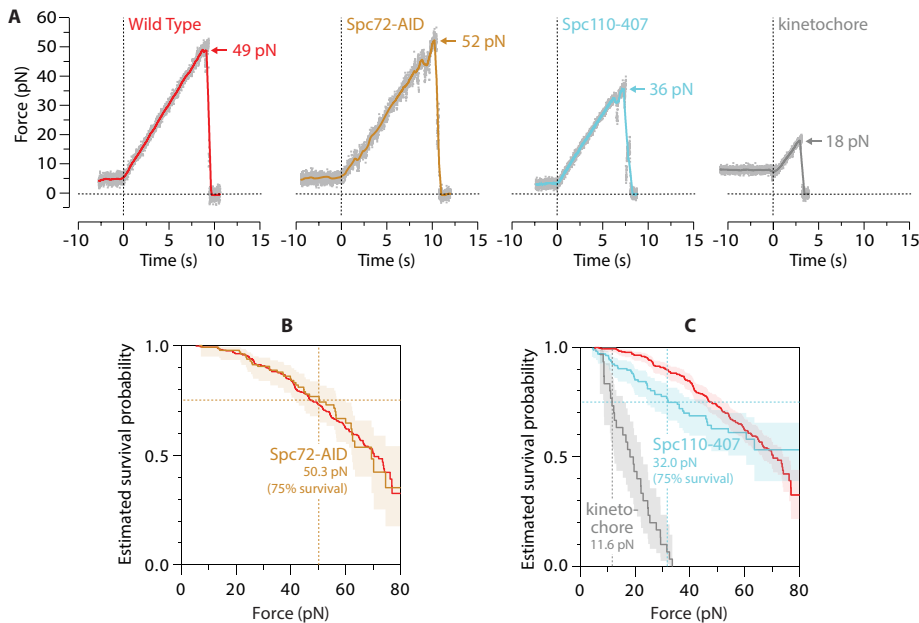 A
Wild Type
Spc72-AID
Spc110-407
kinetochore
Force (pN)
60
50
40
30
20
10
0
49 pN
52 pN
36 pN
18 pN
-10 0 5 10 15
-10 0 5 10 15
-10 0 5 10 15
-10 0 5 10 15
Time (s)
Time (s)
Time (s)
Time (s)
B
Estimated survival probability
1.0
0.5
0.0
Spc72-AID
50.3 pN
(75% survival)
0 20 40 60 80
Force (pN)
C
Estimated survival probability
1.0
0.5
0.0
Spc110-407
32.0 pN
(75% survival)
kineto-
chore
11.6 pN
0 20 40 60 80
Force (pN)